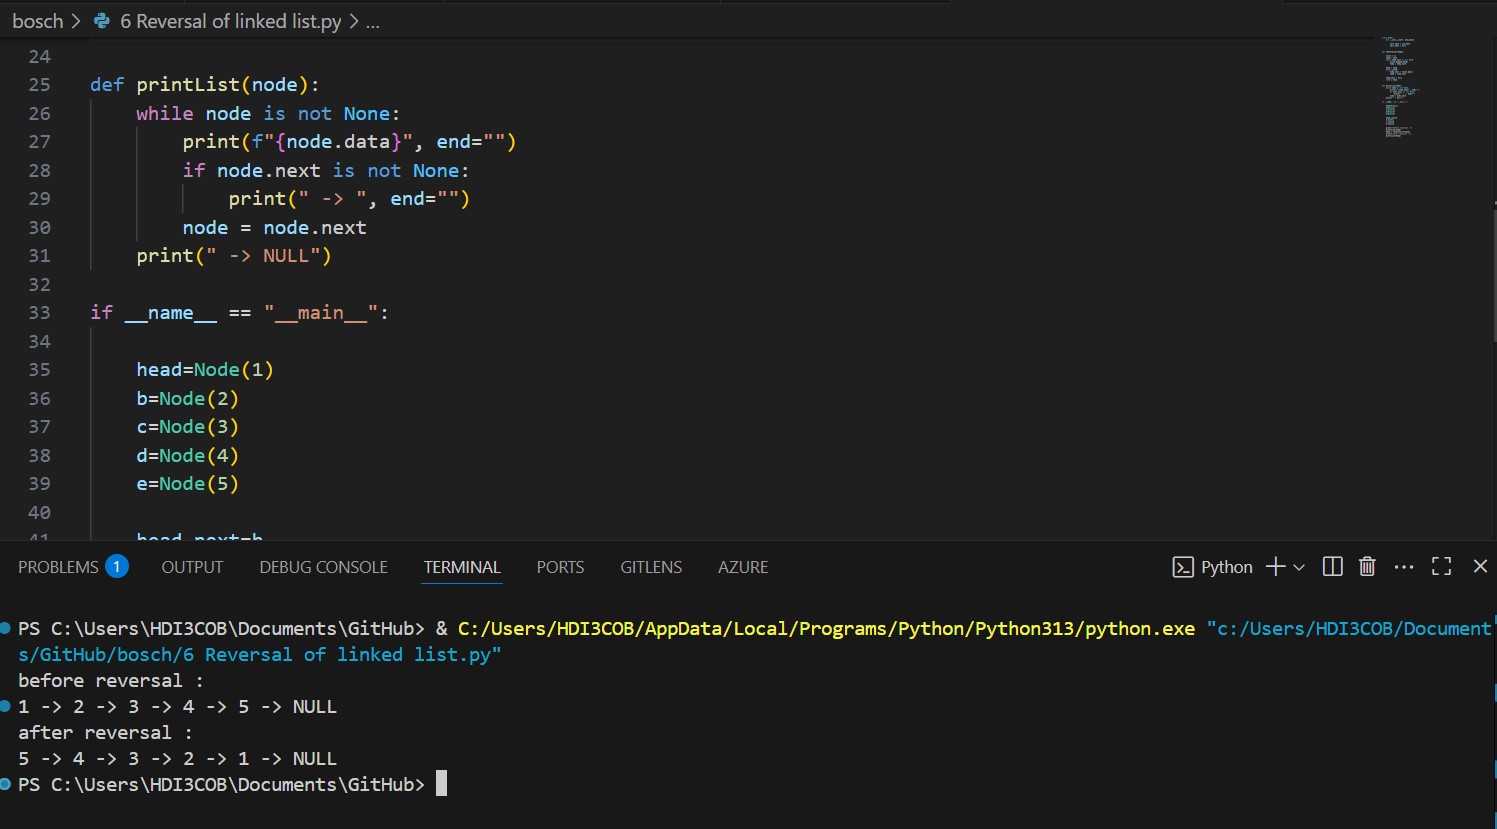 bosch > 6 Reversal of linked list.py > ...
24
25 def printList(node):
26     while node is not None:
27         print(f"{node.data}", end="")
28         if node.next is not None:
29             print(" -> ", end="")
30         node = node.next
31     print(" -> NULL")
32
33 if __name__ == "__main__":
34
35     head=Node(1)
36     b=Node(2)
37     c=Node(3)
38     d=Node(4)
39     e=Node(5)
40
41     head.next=b
PROBLEMS 1 OUTPUT DEBUG CONSOLE TERMINAL PORTS GITLENS AZURE Python
PS C:\Users\HDI3COB\Documents\GitHub> & C:/Users/HDI3COB/AppData/Local/Programs/Python/Python313/python.exe "c:/Users/HDI3COB/Document
s/GitHub/bosch/6 Reversal of linked list.py"
before reversal :
1 -> 2 -> 3 -> 4 -> 5 -> NULL
after reversal :
5 -> 4 -> 3 -> 2 -> 1 -> NULL
PS C:\Users\HDI3COB\Documents\GitHub>